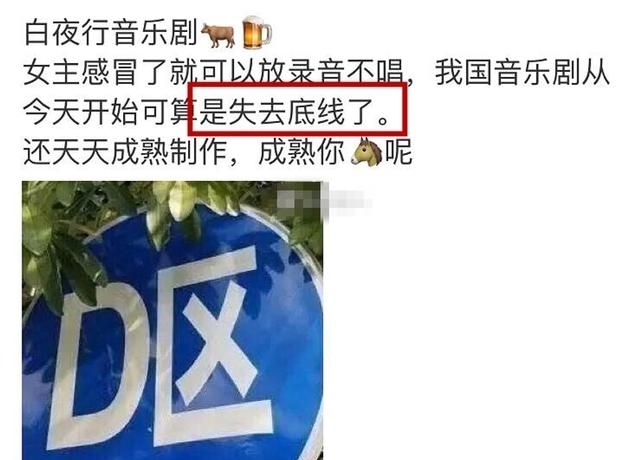 白夜行音乐剧🐂🍺
女主感冒了就可以放录音不唱，我国音乐剧从
今天开始可算是失去底线了。
还天天成熟制作，成熟你🐴呢
D区